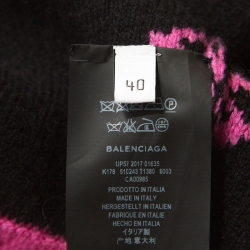 40
BALENCIAGA
UP57 2017 01635
K178 510243 T1380 6003
CA00985
PRODOTTO IN ITALIA
MADE IN ITALY
HERGESTELLT IN ITALIEN
FABRIQUE EN ITALIE
HECHO EN ITALIA
イタリア製
产地：意大利